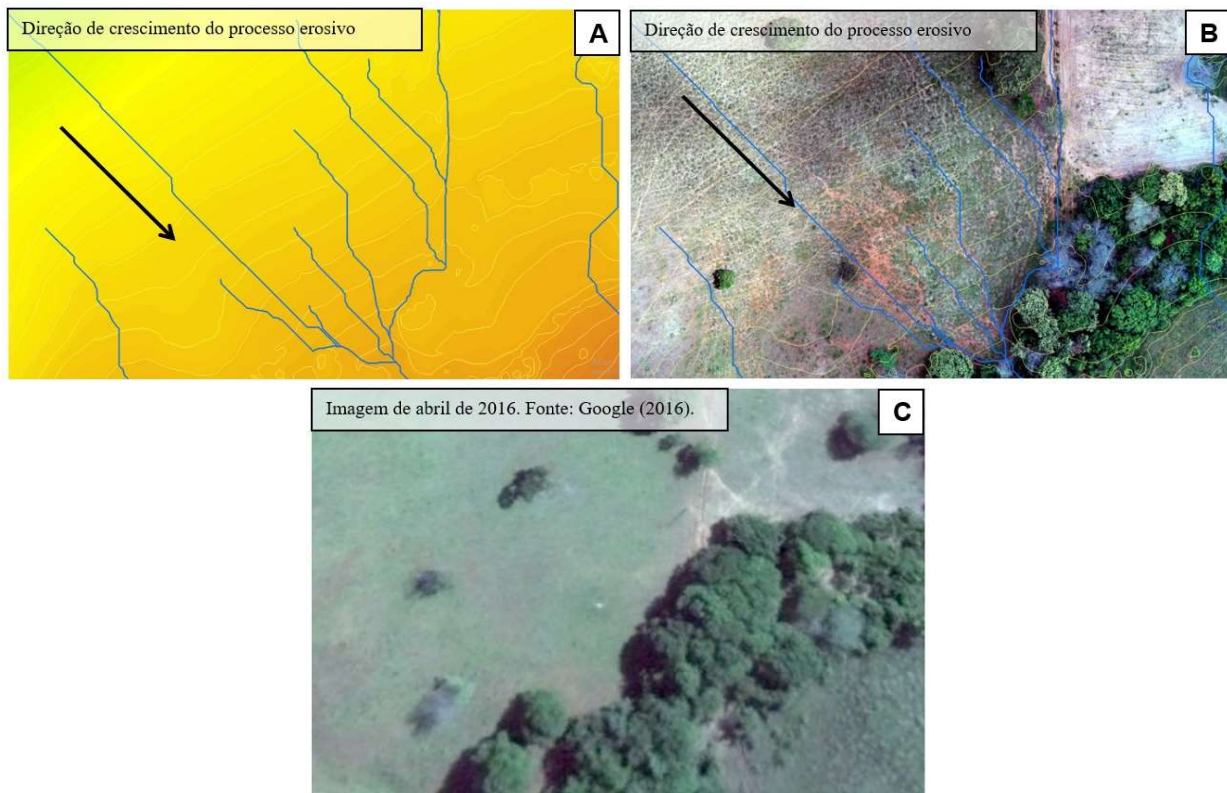 Direção de crescimento do processo erosivo
A
Direção de crescimento do processo erosivo
B
Imagem de abril de 2016. Fonte: Google (2016).
C